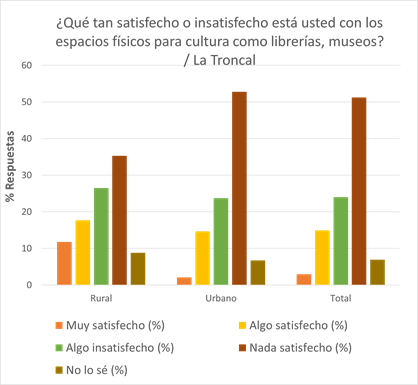 ¿Qué tan satisfecho o insatisfecho está usted con los
espacios físicos para cultura como librerías, museos?
/ La Troncal
60
50
40
30
20
10
0
% Respuestas
Rural
Urbano
Total
Muy satisfecho (%)
Algo satisfecho (%)
Algo insatisfecho (%)
Nada satisfecho (%)
No lo sé (%)